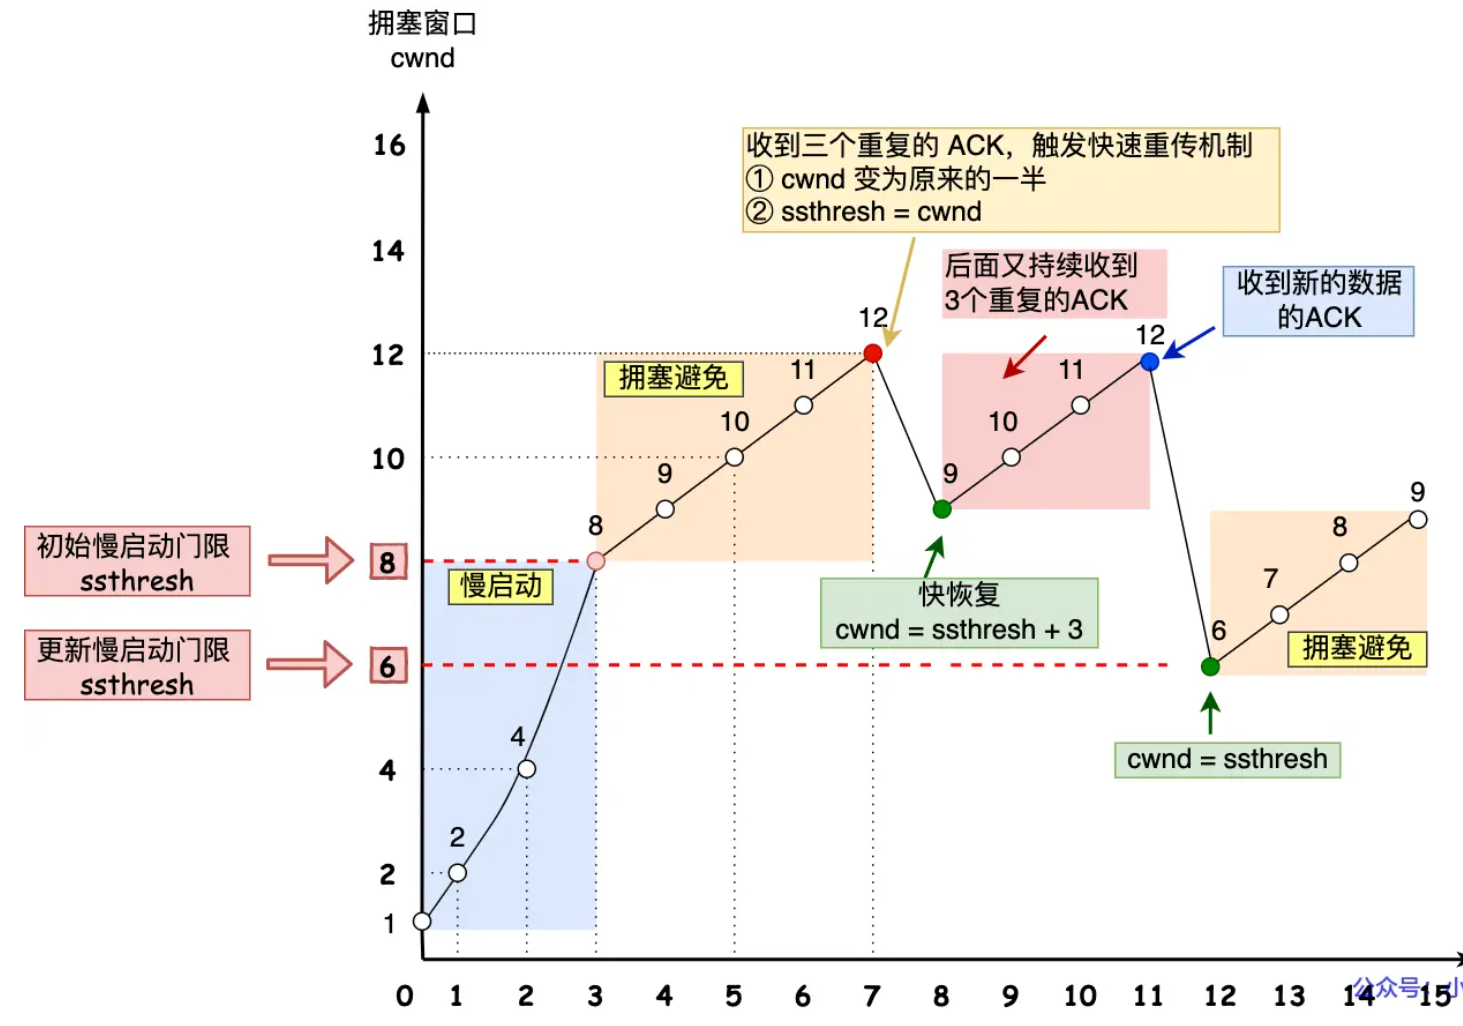 拥塞窗口
cwnd
16
14
12
10
8
6
4
2
1
收到三个重复的 ACK，触发快速重传机制
① cwnd 变为原来的一半
② ssthresh = cwnd
后面又持续收到
3个重复的ACK
收到新的数据
的ACK
12
12
拥塞避免
11
11
10
10
9
9
9
8
8
初始慢启动门限
ssthresh
慢启动
快恢复
cwnd = ssthresh + 3
7
6
拥塞避免
更新慢启动门限
ssthresh
4
cwnd = ssthresh
2
0 1 2 3 4 5 6 7 8 9 10 11 12 13 14 15
公众号：小